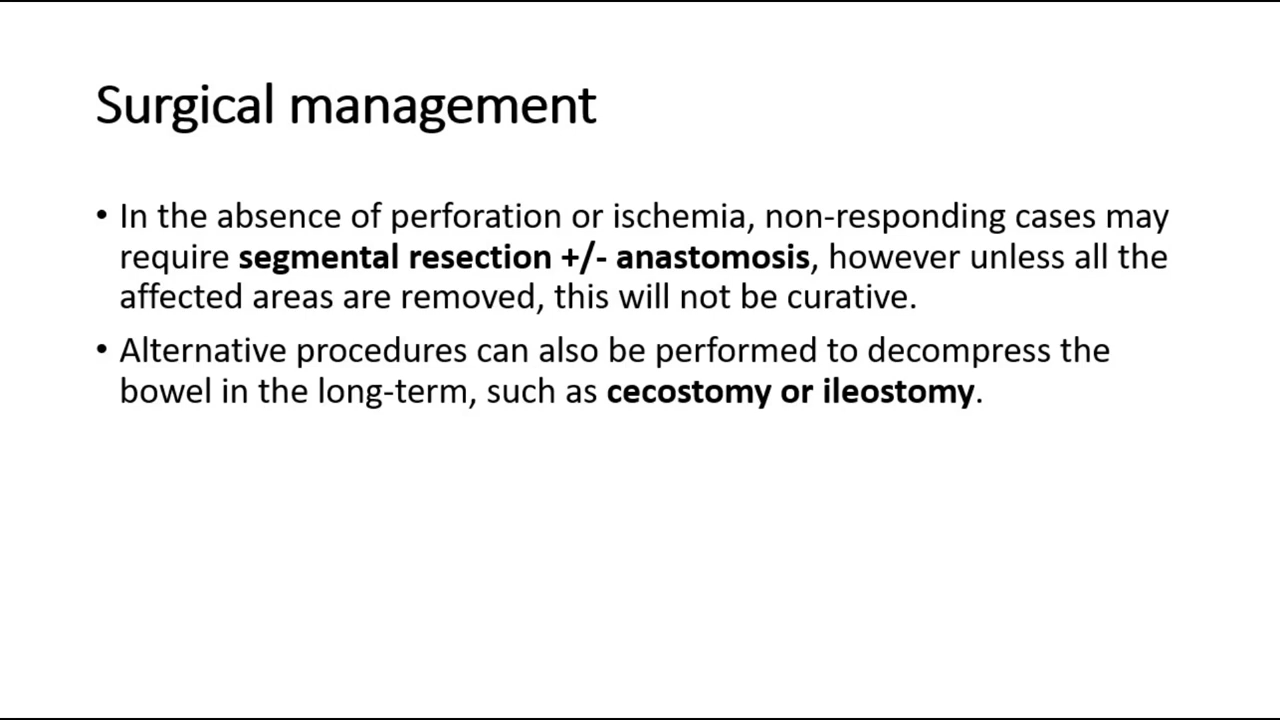 Surgical management
• In the absence of perforation or ischemia, non-responding cases may
require segmental resection +/- anastomosis, however unless all the
affected areas are removed, this will not be curative.
• Alternative procedures can also be performed to decompress the
bowel in the long-term, such as cecostomy or ileostomy.